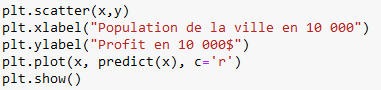 plt.scatter(x,y)
plt.xlabel("Population de la ville en 10 000")
plt.ylabel("Profit en 10 000$")
plt.plot(x, predict(x), c='r')
plt.show()